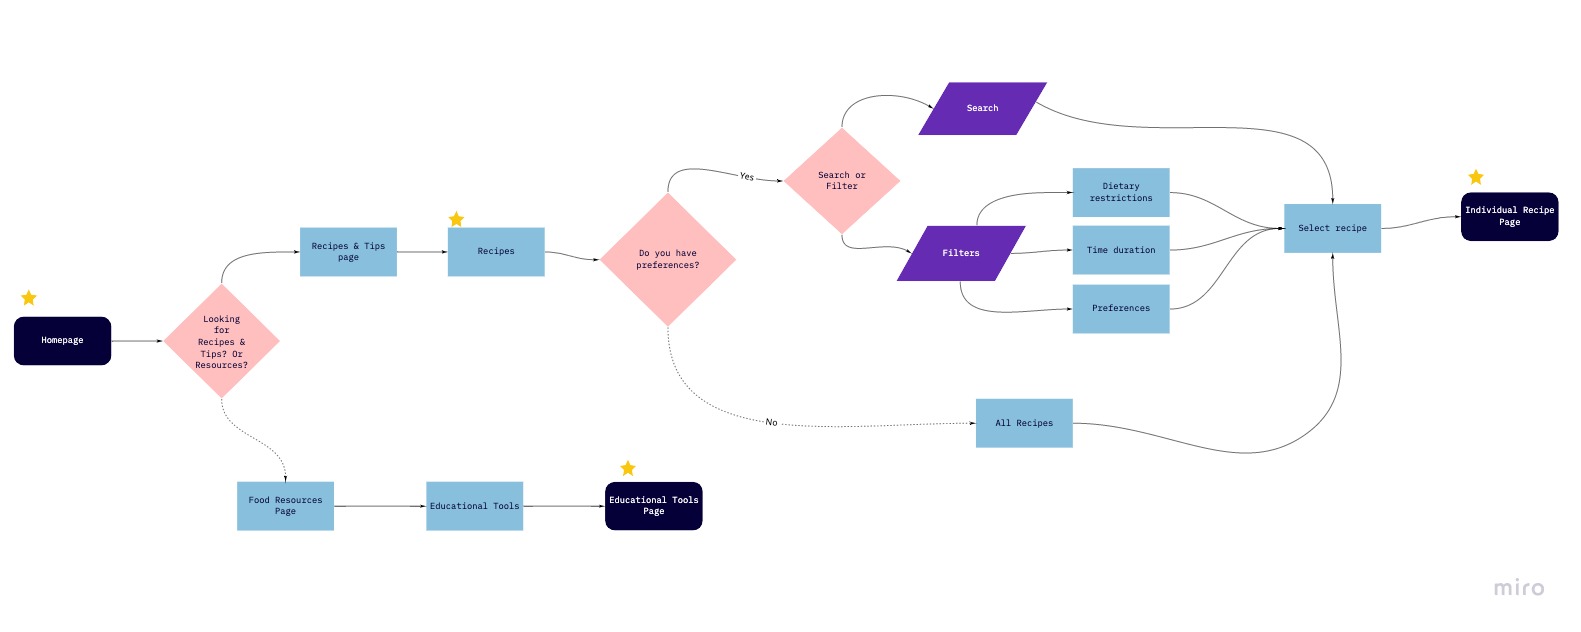 Homepage
Looking
for
Recipes &
Tips? Or
Resources?
Recipes & Tips
page
Recipes
Do you have
preferences?
Yes
No
Search or
Filter
Search
Filters
Dietary
restrictions
Time duration
Preferences
All Recipes
Select recipe
Individual Recipe
Page
Food Resources
Page
Educational Tools
Educational Tools
Page
miro